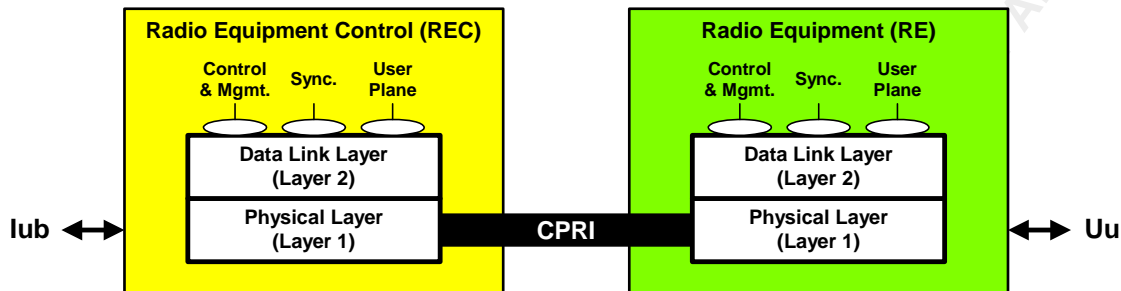 Radio Equipment Control (REC)
Control
& Mgmt.
Sync.
User
Plane
Data Link Layer
(Layer 2)
Physical Layer
(Layer 1)
Iub
CPRI
Radio Equipment (RE)
Control
& Mgmt.
Sync.
User
Plane
Data Link Layer
(Layer 2)
Physical Layer
(Layer 1)
Uu